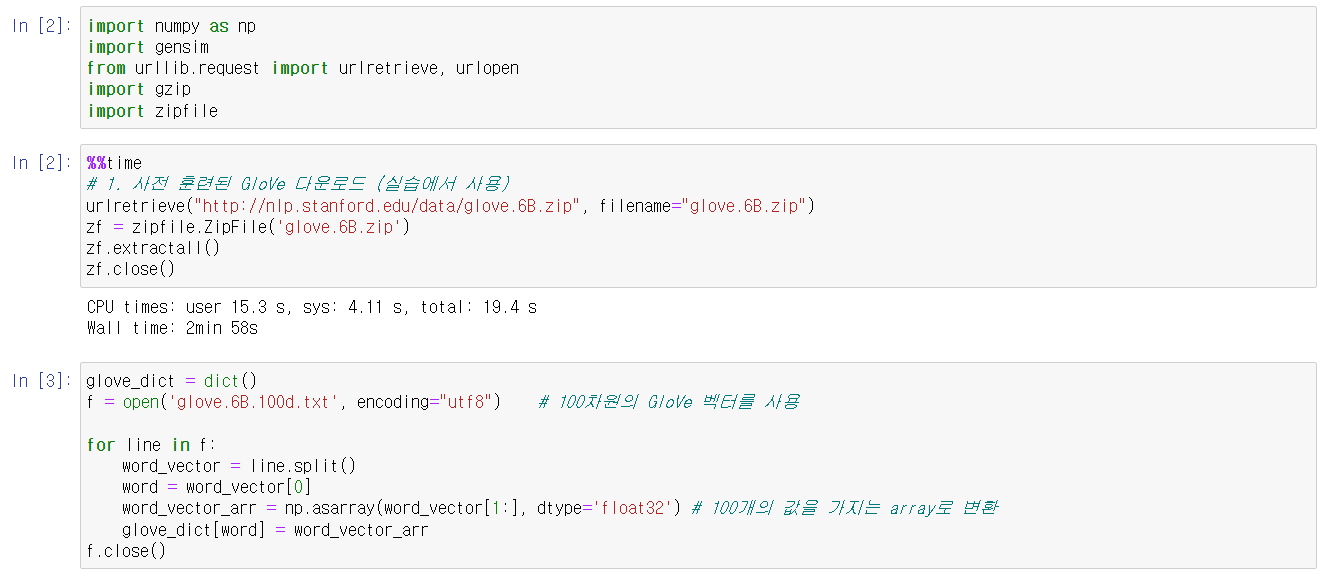 In [2]:
import numpy as np
import gensim
from urllib.request import urlretrieve, urlopen
import gzip
import zipfile
In [2]:
%%time
# 1. 사전 훈련된 GloVe 다운로드 (실습에서 사용)
urlretrieve("http://nlp.stanford.edu/data/glove.6B.zip", filename="glove.6B.zip")
zf = zipfile.ZipFile('glove.6B.zip')
zf.extractall()
zf.close()
CPU times: user 15.3 s, sys: 4.11 s, total: 19.4 s
Wall time: 2min 58s
In [3]:
glove_dict = dict()
f = open('glove.6B.100d.txt', encoding="utf8")    # 100차원의 GloVe 벡터를 사용
for line in f:
    word_vector = line.split()
    word = word_vector[0]
    word_vector_arr = np.asarray(word_vector[1:], dtype='float32') # 100개의 값을 가지는 array로 변환
    glove_dict[word] = word_vector_arr
f.close()